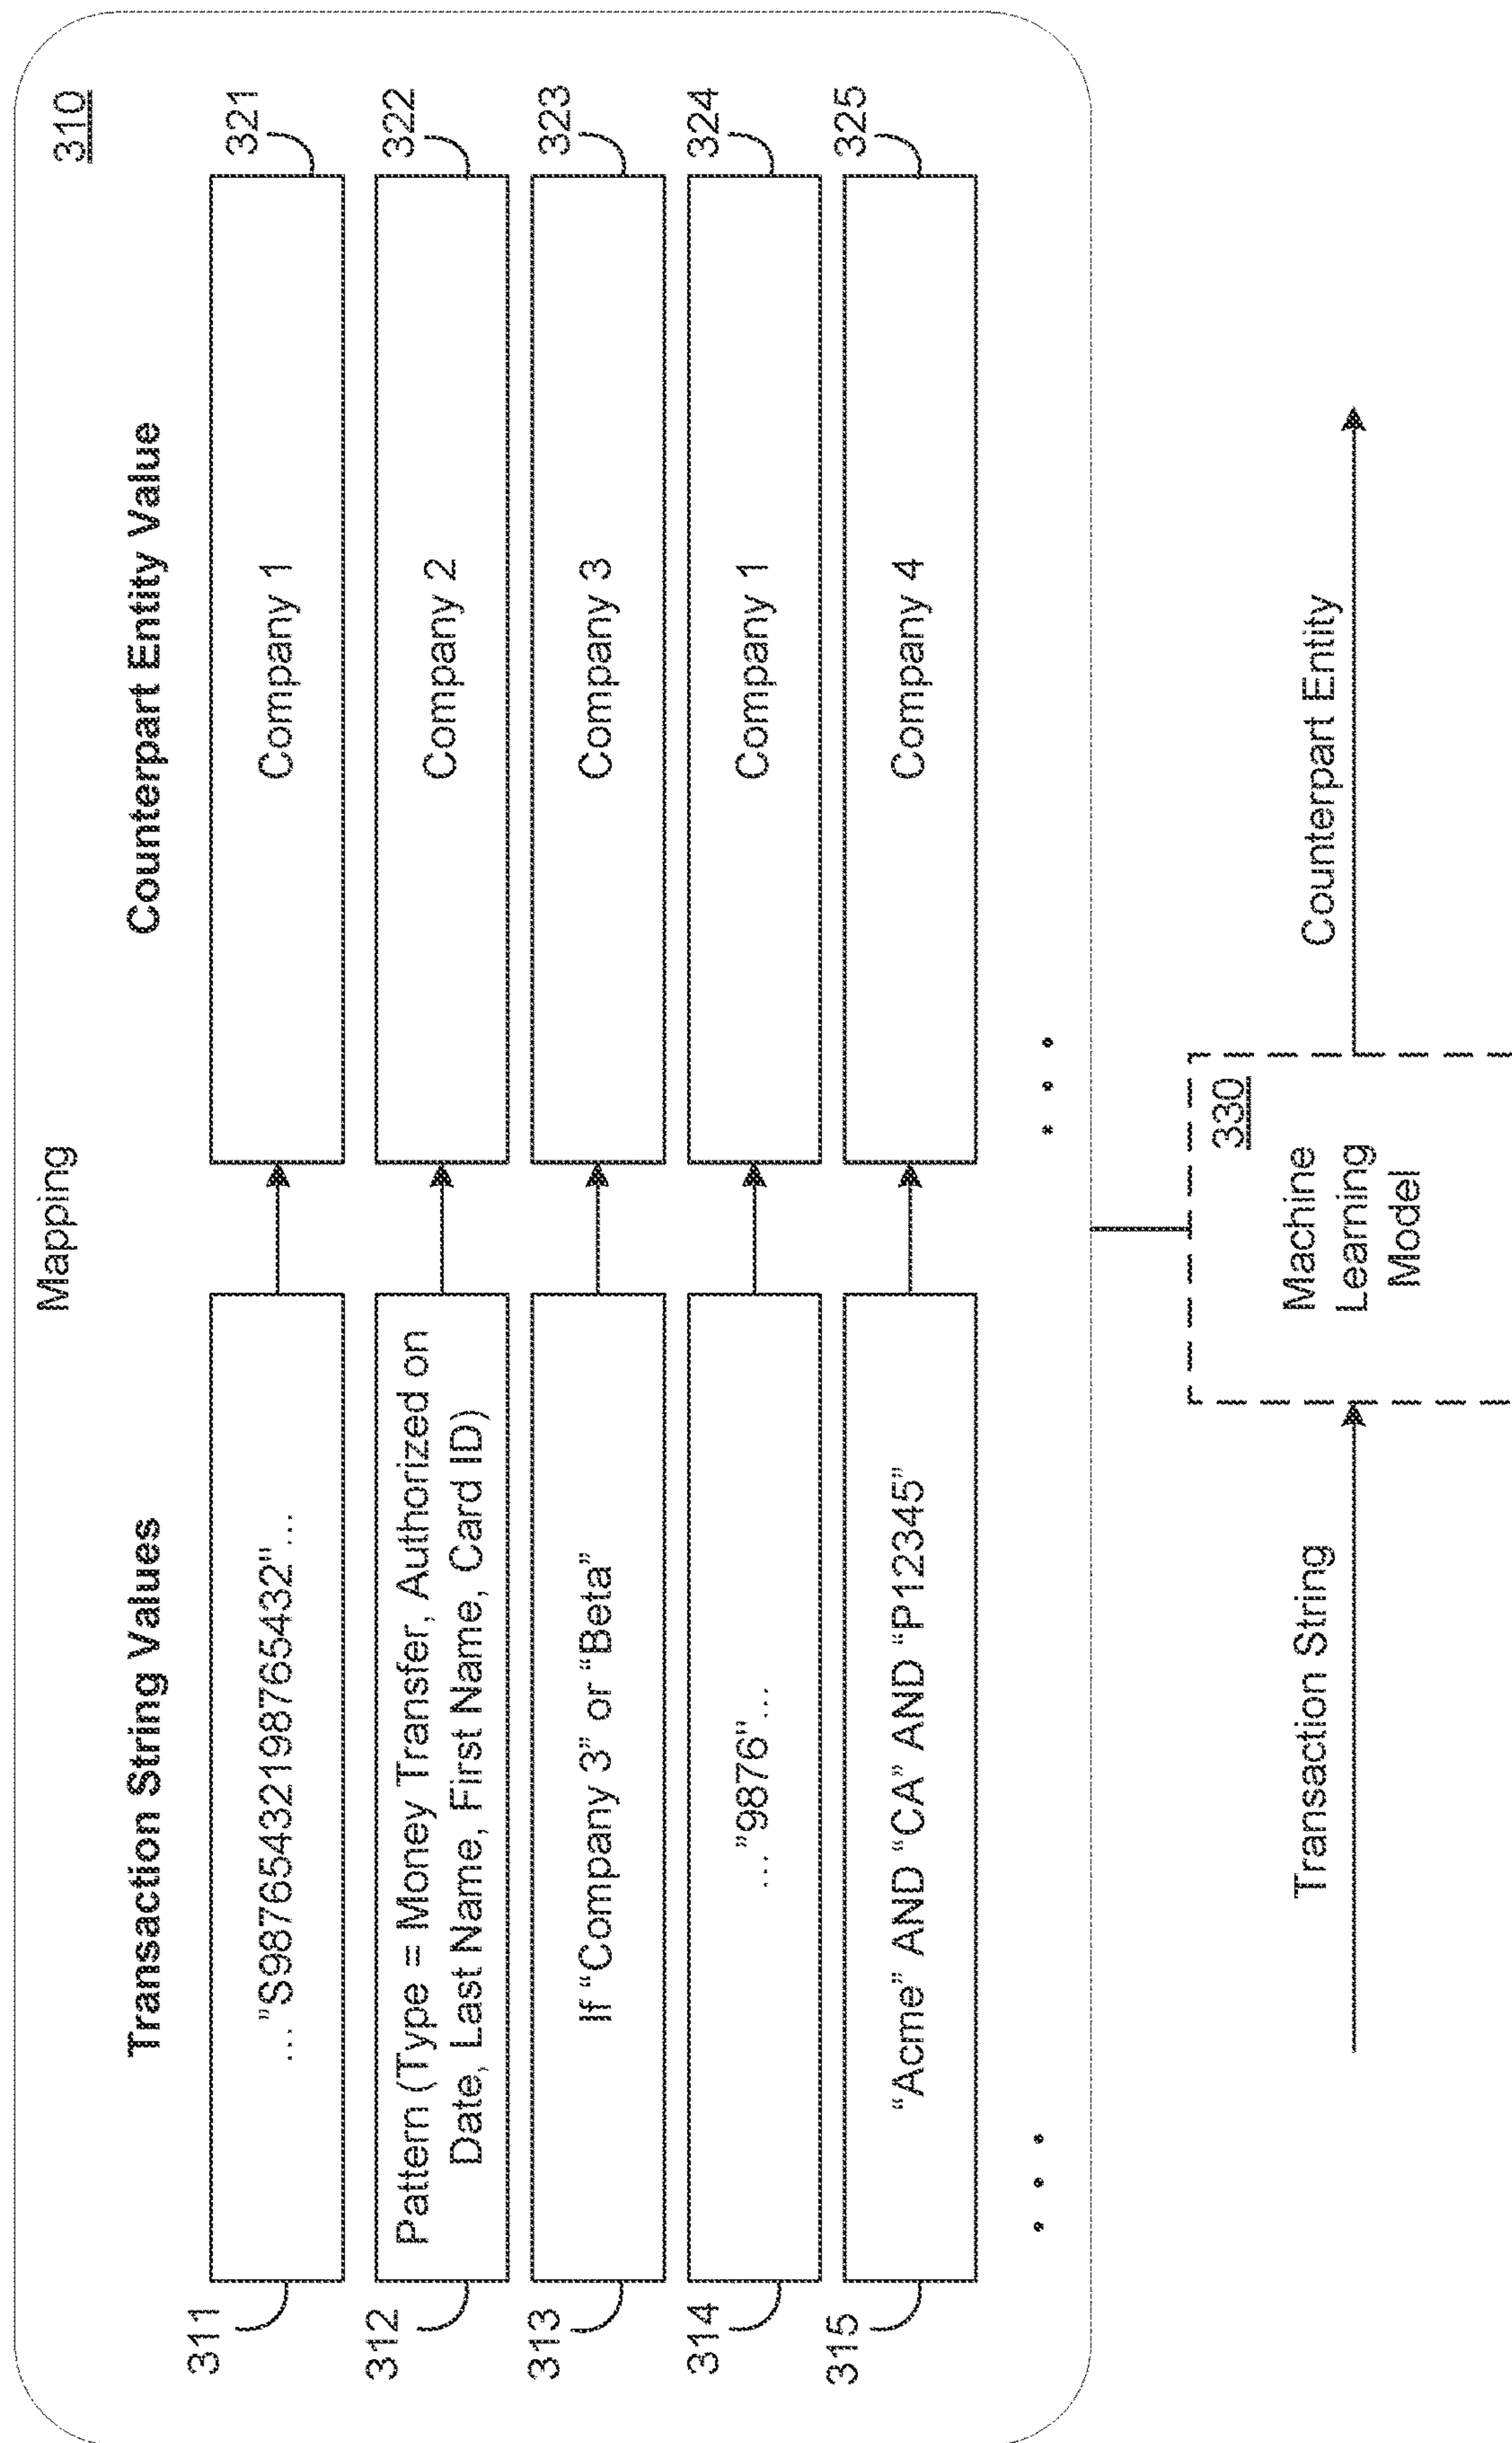 Mapping
310
Transaction String Values
Counterpart Entity Value
311
..."S9876543219876543​2"...
Company 1
321
312
Pattern (Type = Money Transfer, Authorized on
Date, Last Name, First Name, Card ID)
Company 2
322
313
If “Company 3” or “Beta”
Company 3
323
314
..."9876"...
Company 1
324
315
“Acme” AND “CA” AND “P12345”
Company 4
325
. . .
. . .
Transaction String
330
Machine
Learning
Model
Counterpart Entity